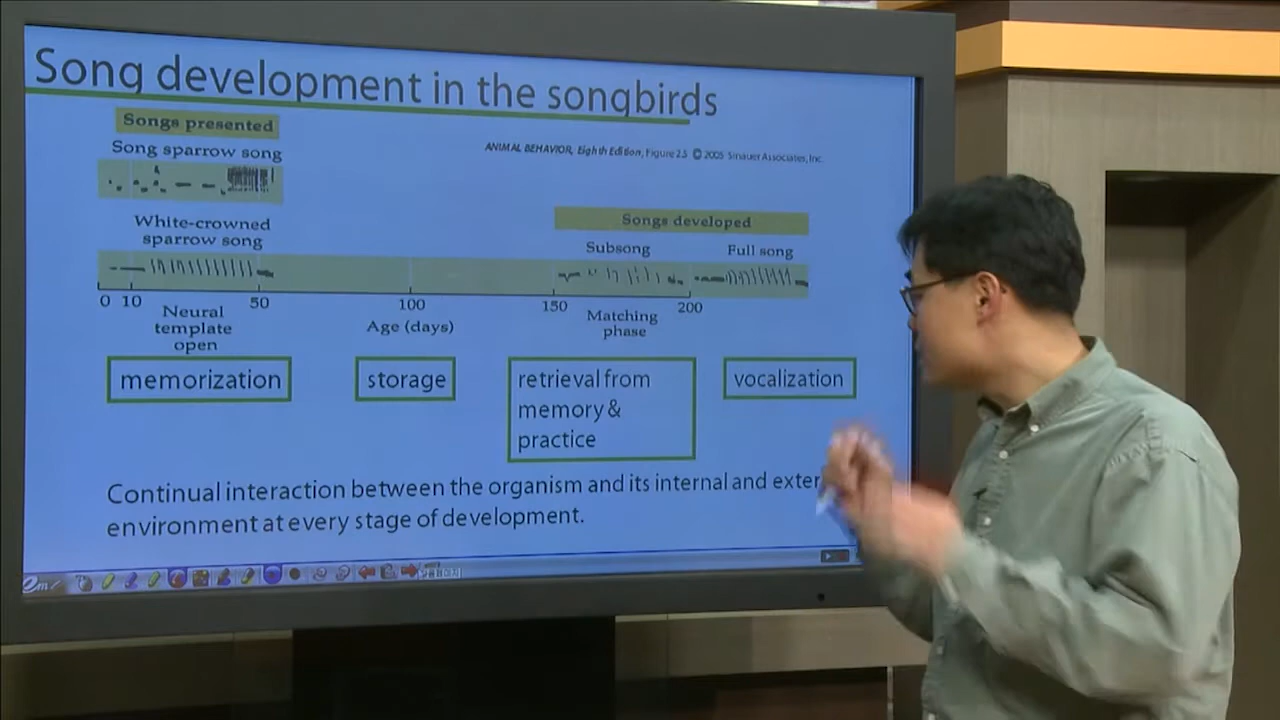 Song development in the songbirds
Songs presented
Song sparrow song
ANIMAL BEHAVIOR, Eighth Edition, Figure 2.5 © 2005 Sinauer Associates, Inc.
White-crowned
sparrow song
Songs developed
Subsong
Full song
0 10 50 100 150 200
Neural
template
open
Age (days)
Matching
phase
memorization
storage
retrieval from
memory &
practice
vocalization
Continual interaction between the organism and its internal and exter
environment at every stage of development.